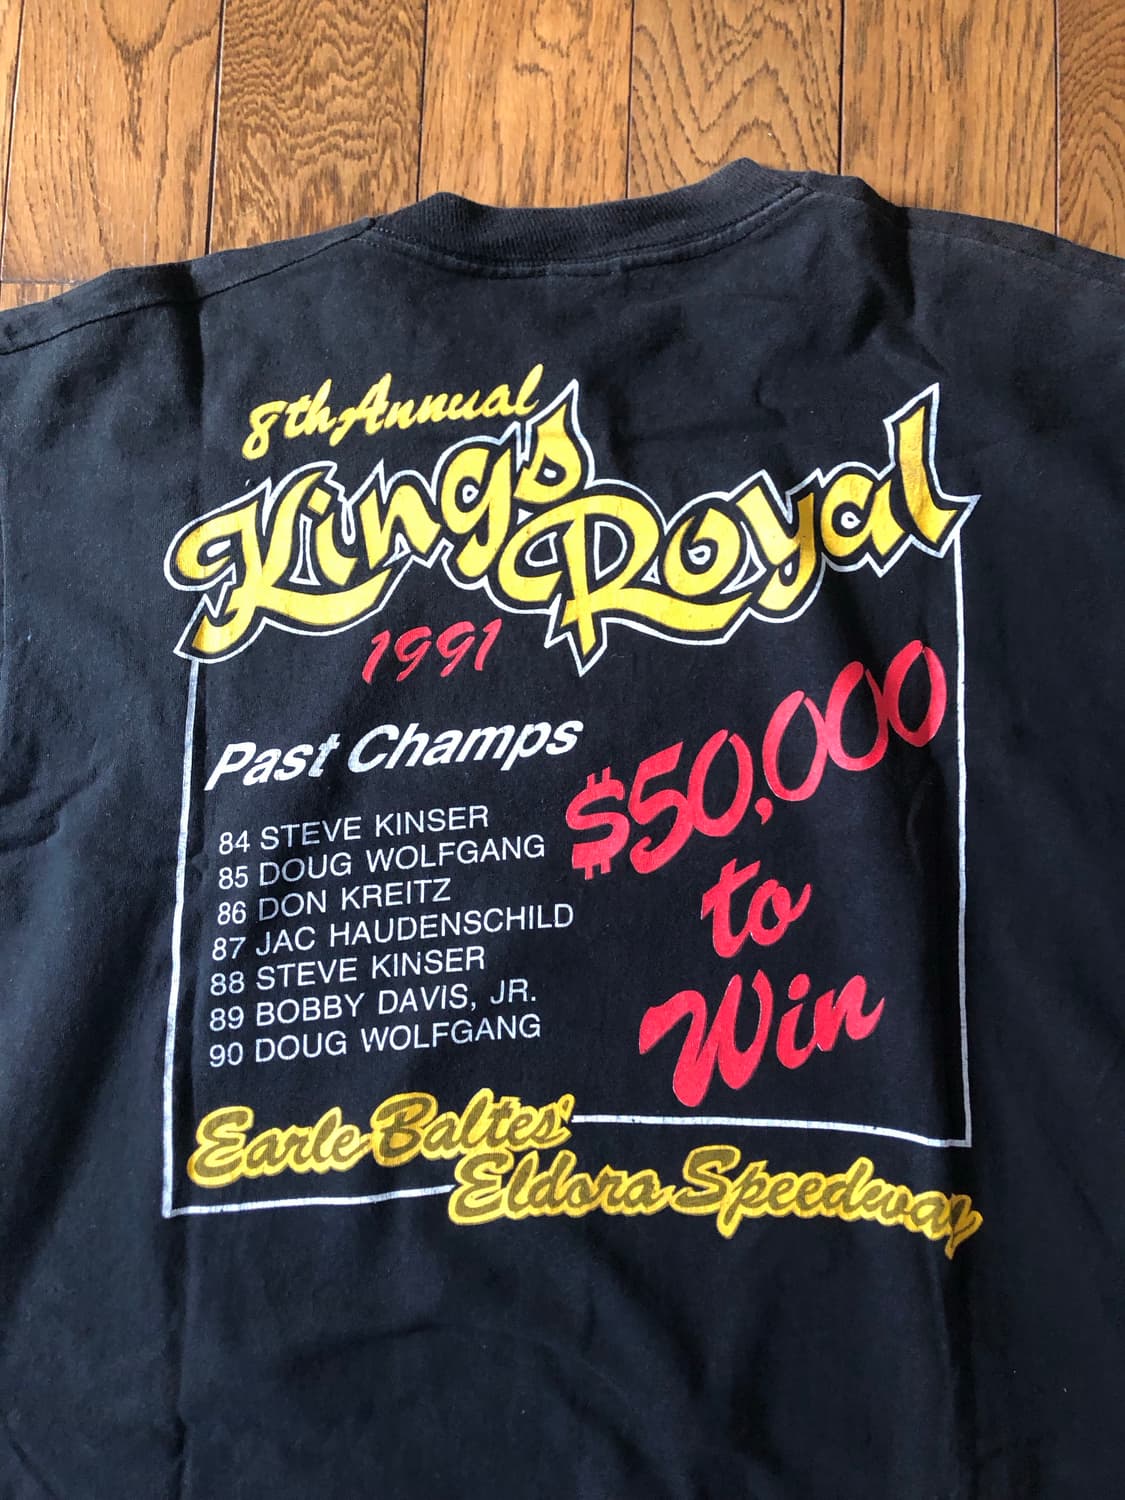 8th Annual
King's Royal
1991
$50,000
to
Win
Past Champs
84 STEVE KINSER
85 DOUG WOLFGANG
86 DON KREITZ
87 JAC HAUDENSCHILD
88 STEVE KINSER
89 BOBBY DAVIS, JR.
90 DOUG WOLFGANG
Earle Baltes'
Eldora Speedway